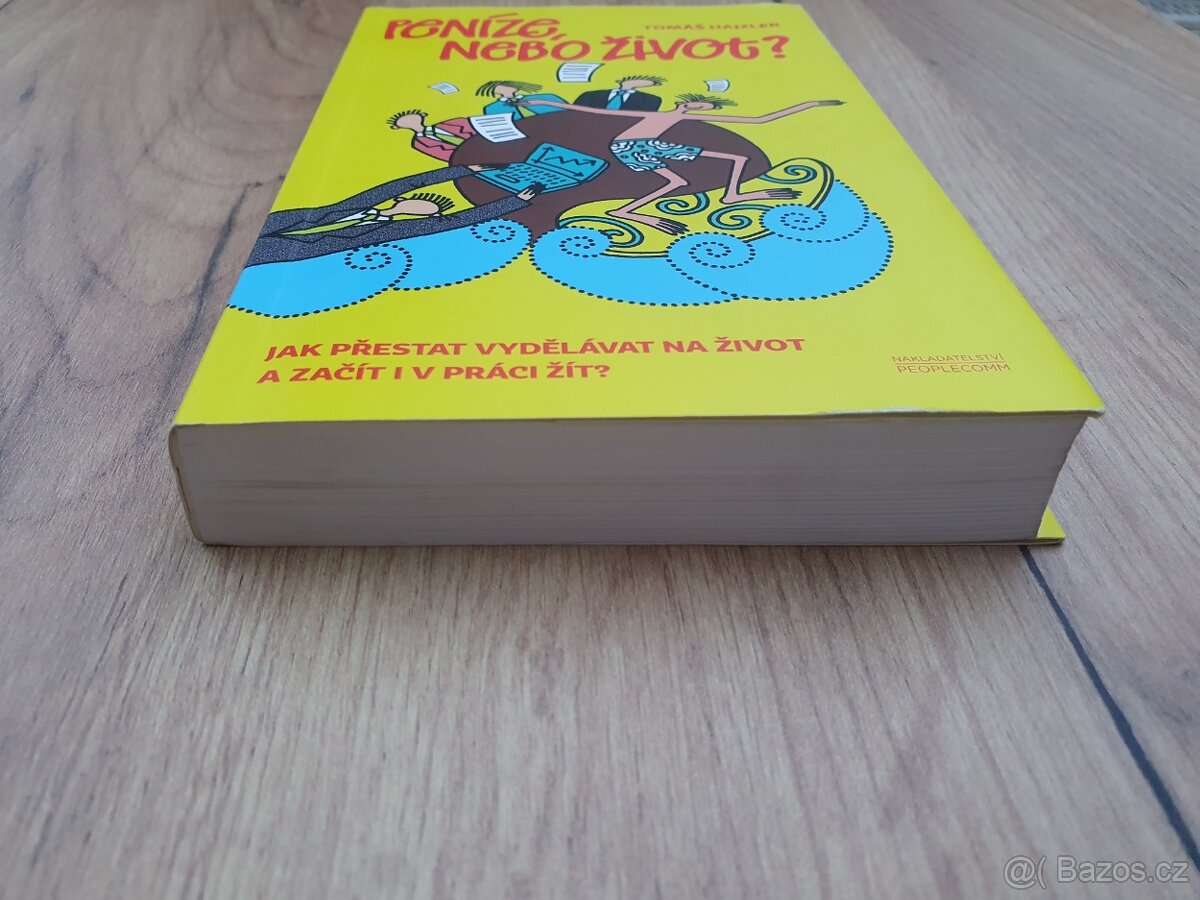 Peníze,
TOMÁŠ HAJZLER
Nebo život?
JAK PŘESTAT VYDĚLÁVAT NA ŽIVOT
A ZAČÍT I V PRÁCI ŽÍT?
NAKLADATELSTVÍ
PEOPLECOMM
@( Bazos.cz